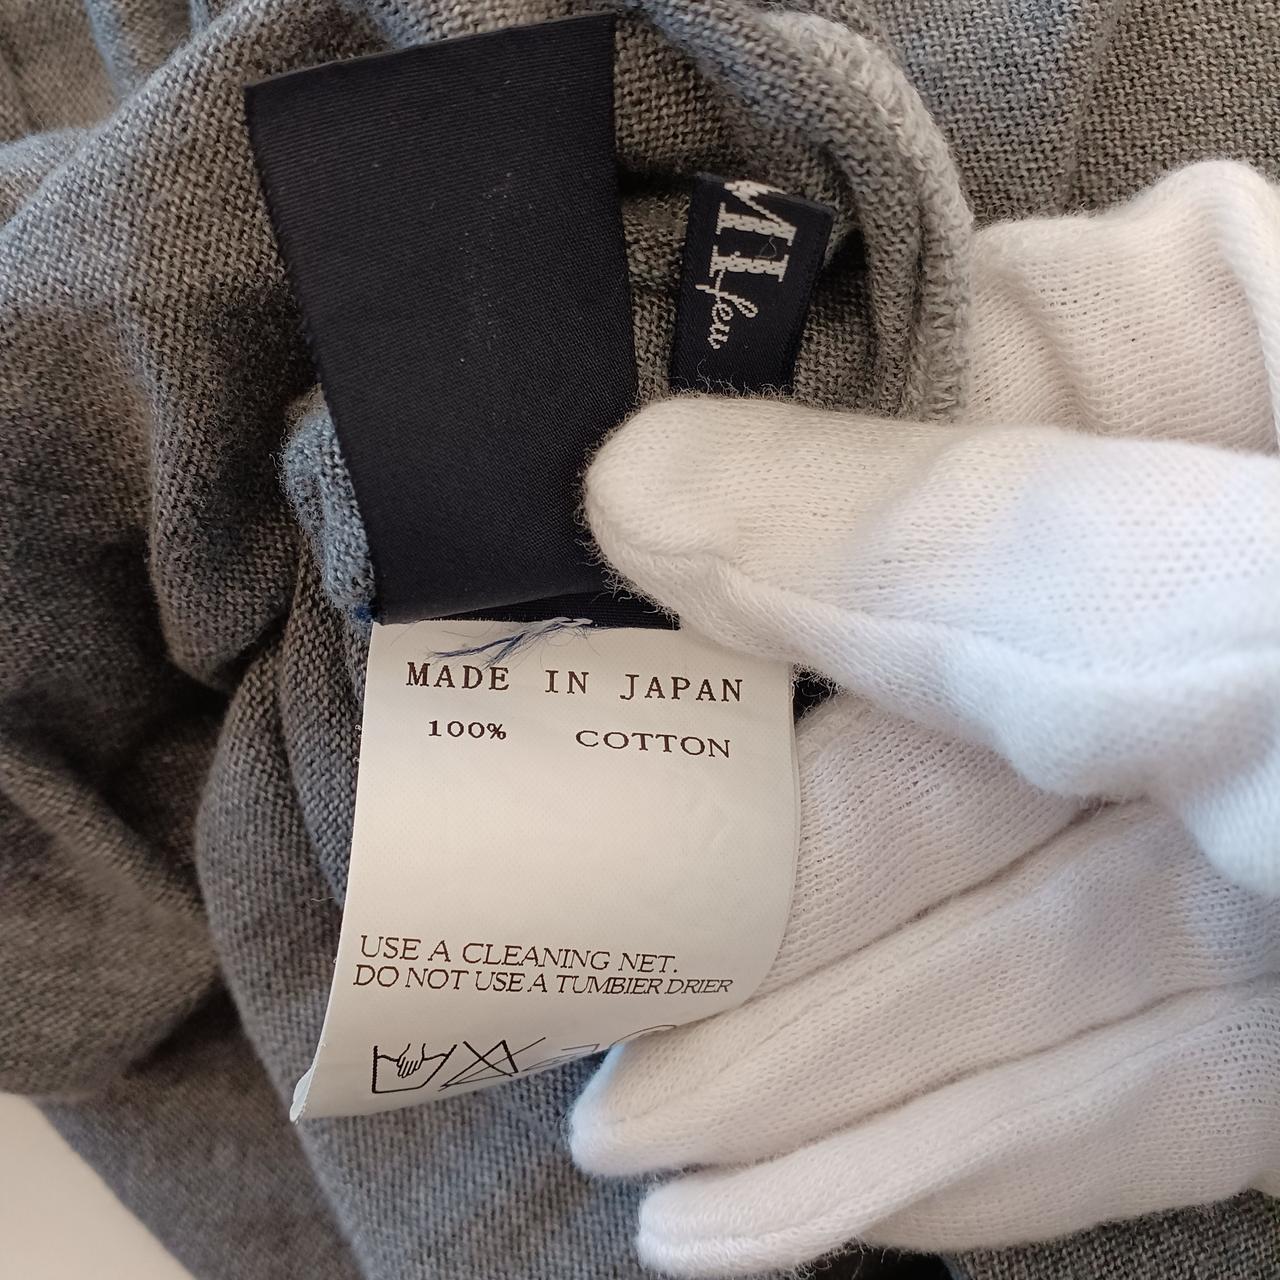 MADE IN JAPAN
100% COTTON
USE A CLEANING NET.
DO NOT USE A TUMBIER DRIER